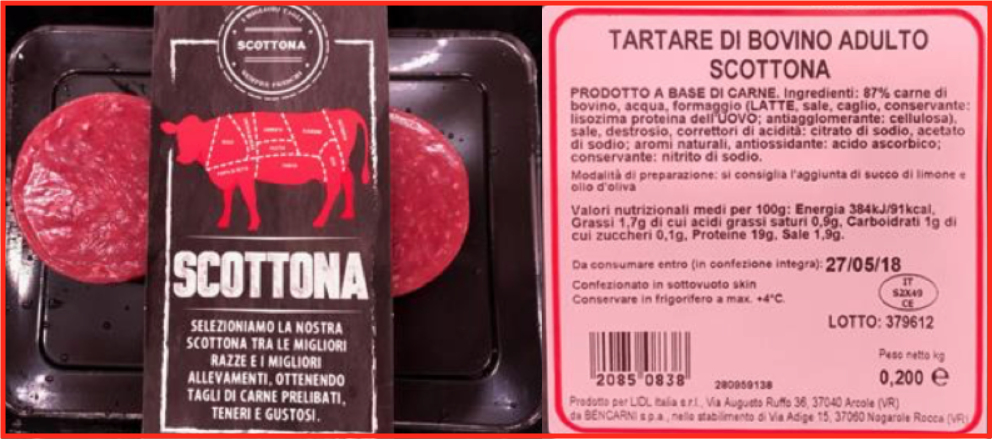 I MIGLIORI TAGLI
SCOTTONA
SEMPRE FRESCHI
SCOTTONA
SELEZIONIAMO LA NOSTRA
SCOTTONA TRA LE MIGLIORI
RAZZE E I MIGLIORI
ALLEVAMENTI, OTTENENDO
TAGLI DI CARNE PRELIBATI,
TENERI E GUSTOSI.
TARTARE DI BOVINO ADULTO
SCOTTONA
PRODOTTO A BASE DI CARNE. Ingredienti: 87% carne di
bovino, acqua, formaggio (LATTE, sale, caglio, conservante:
lisozima proteina dell'UOVO; antiagglomerante: cellulosa),
sale, destrosio, correttori di acidità: citrato di sodio, acetato
di sodio; aromi naturali, antiossidante: acido ascorbico;
conservante: nitrito di sodio.
Modalità di preparazione: si consiglia l'aggiunta di succo di limone e
olio d'oliva
Valori nutrizionali medi per 100g: Energia 384kJ/91kcal,
Grassi 1,7g di cui acidi grassi saturi 0,9g, Carboidrati 1g di
cui zuccheri 0,1g, Proteine 19g, Sale 1,9g.
Da consumare entro (in confezione integra): 27/05/18
Confezionato in sottovuoto skin
Conservare in frigorifero a max. +4°C.
IT
S2X49
CE
LOTTO: 379612
Peso netto kg
0,200 e
2085 0838
280959138
Prodotto per LIDL Italia s.r.l., Via Augusto Ruffo 36, 37040 Arcole (VR)
da BENCARNI s.p.a., nello stabilimento di Via Adige 15, 37060 Nogarole Rocca (VR)